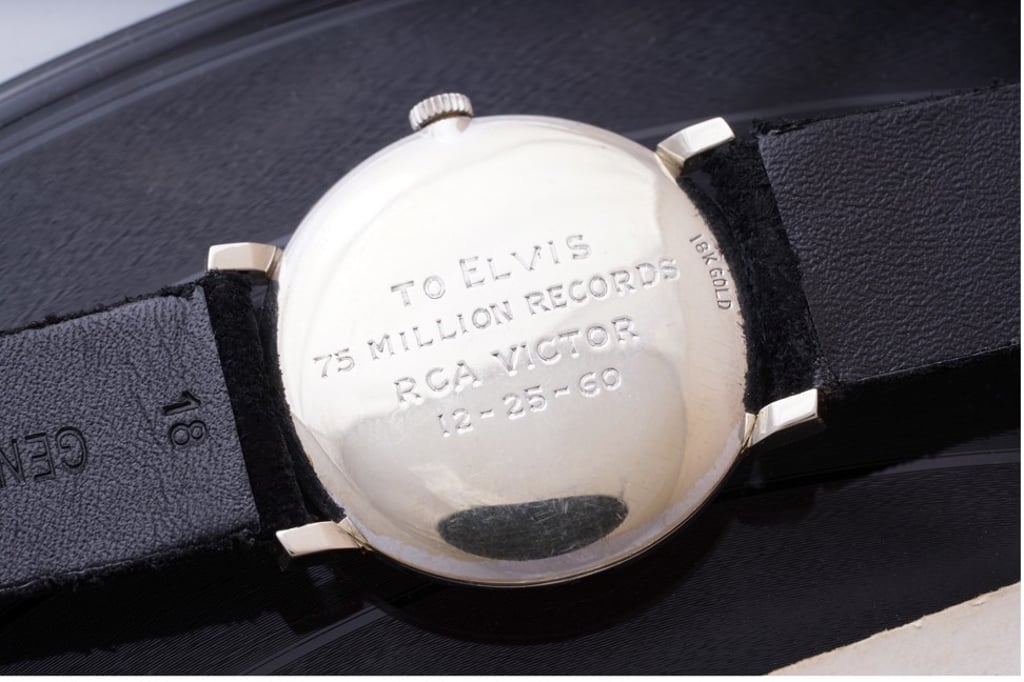 TO ELVIS
75 MILLION RECORDS
RCA VICTOR
12-25-60
18K GOLD
18
GEN